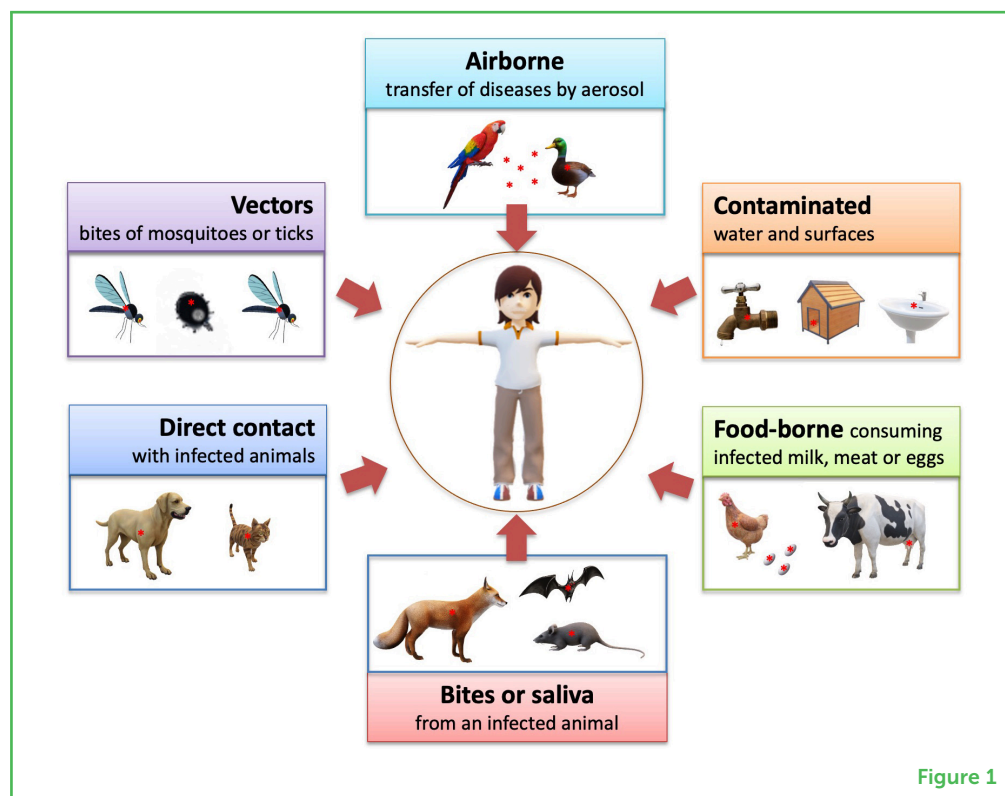 Airborne
transfer of diseases by aerosol
Vectors
bites of mosquitoes or ticks
Contaminated
water and surfaces
Direct contact
with infected animals
Food-borne consuming
infected milk, meat or eggs
Bites or saliva
from an infected animal
Figure 1